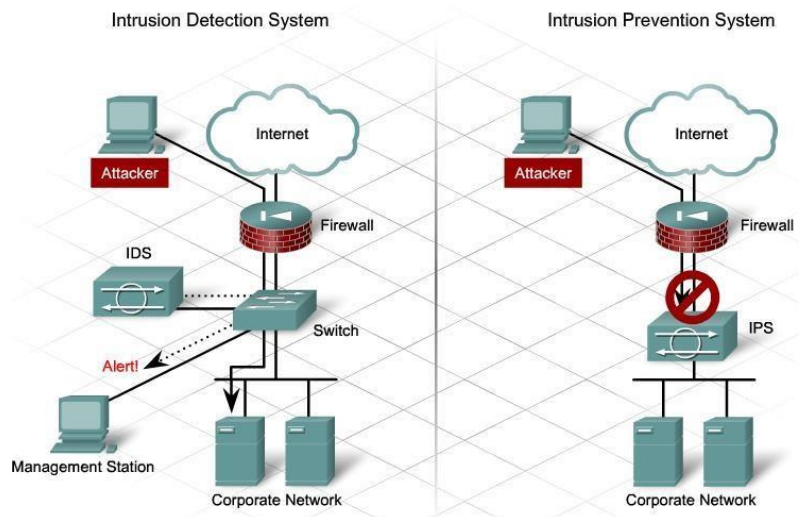 Intrusion Detection System
Internet
Attacker
Firewall
IDS
Switch
Alert!
Management Station
Corporate Network
Intrusion Prevention System
Internet
Attacker
Firewall
IPS
Corporate Network